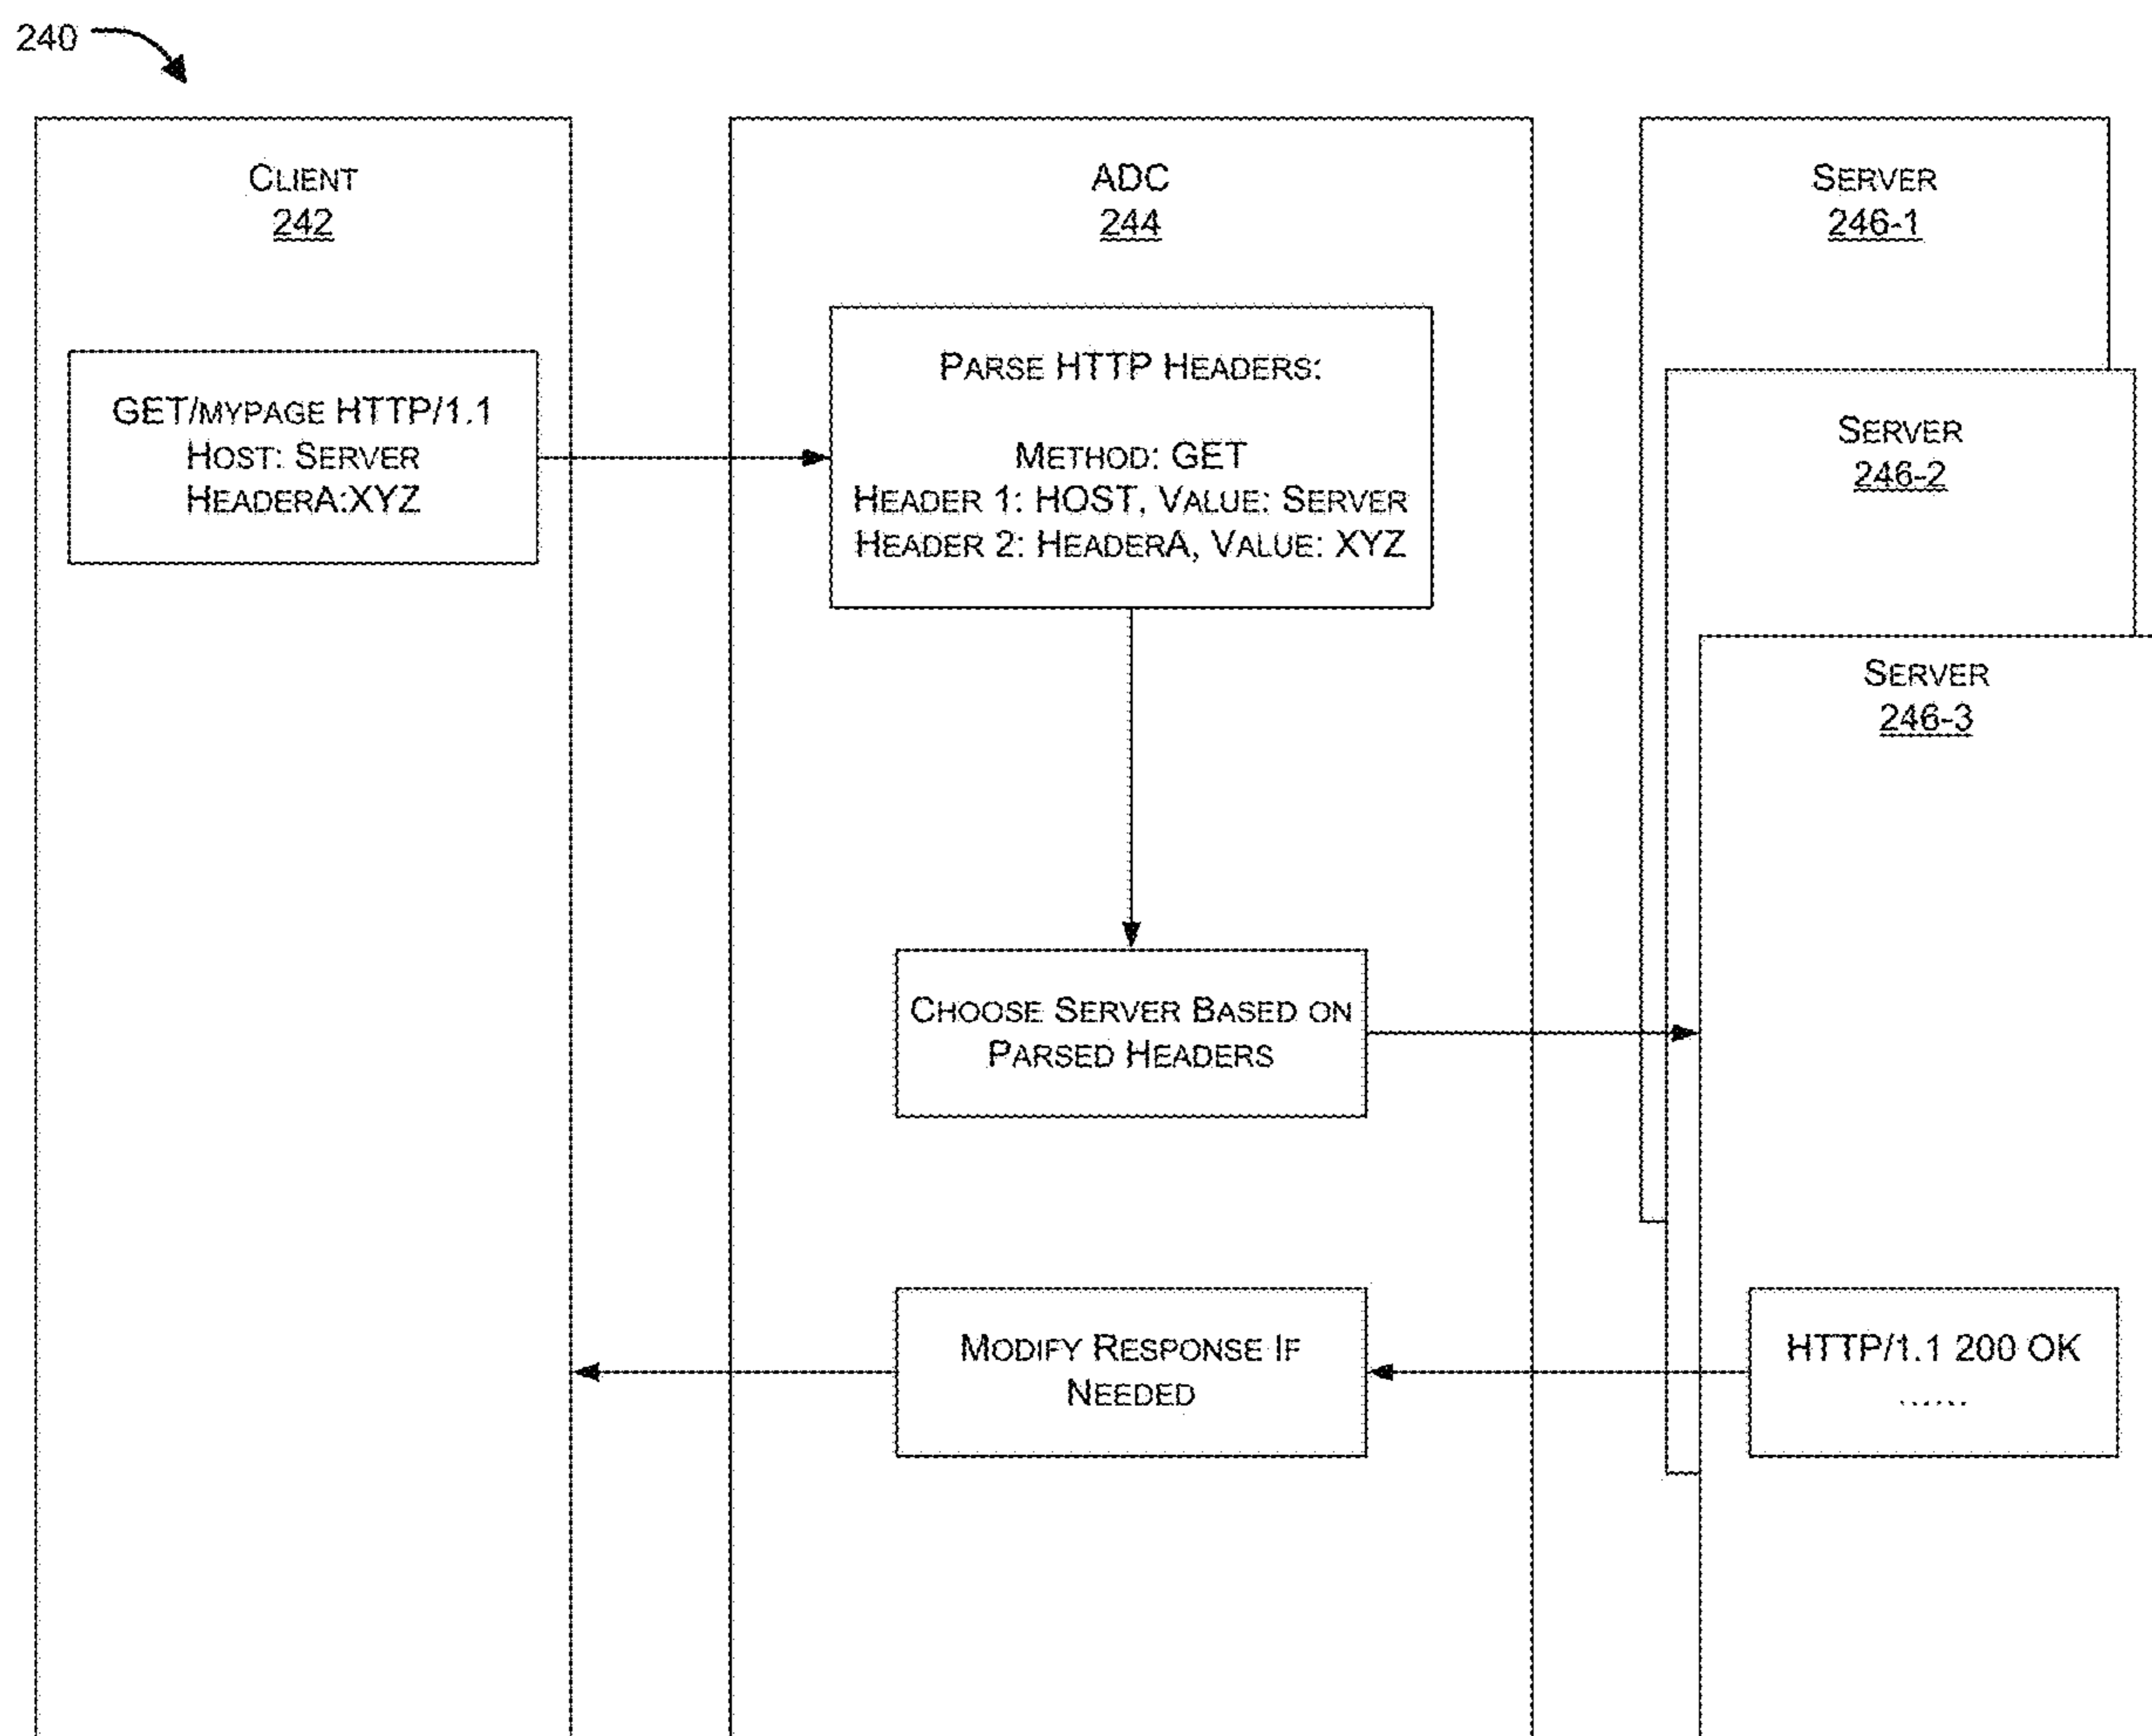 240
CLIENT
242
GET/MYPAGE HTTP/1.1
HOST: SERVER
HEADERA:XYZ
ADC
244
PARSE HTTP HEADERS:
METHOD: GET
HEADER 1: HOST, VALUE: SERVER
HEADER 2: HEADERA, VALUE: XYZ
CHOOSE SERVER BASED ON
PARSED HEADERS
MODIFY RESPONSE IF
NEEDED
SERVER
246-1
SERVER
246-2
SERVER
246-3
HTTP/1.1 200 OK
......